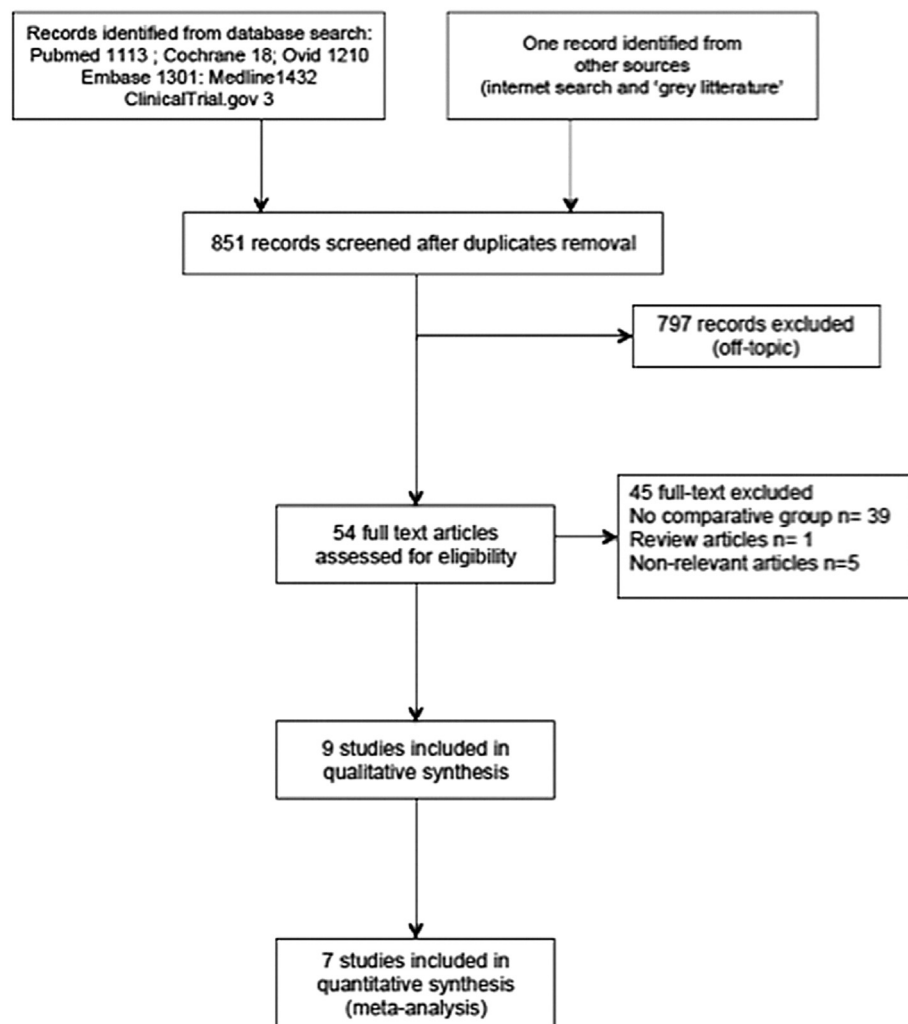 Records identified from database search:
Pubmed 1113 ; Cochrane 18; Ovid 1210
Embase 1301: Medline1432
ClinicalTrial.gov 3
One record identified from
other sources
(internet search and 'grey litterature'
851 records screened after duplicates removal
797 records excluded
(off-topic)
54 full text articles
assessed for eligibility
45 full-text excluded
No comparative group n= 39
Review articles n= 1
Non-relevant articles n=5
9 studies included in
qualitative synthesis
7 studies included in
quantitative synthesis
(meta-analysis)